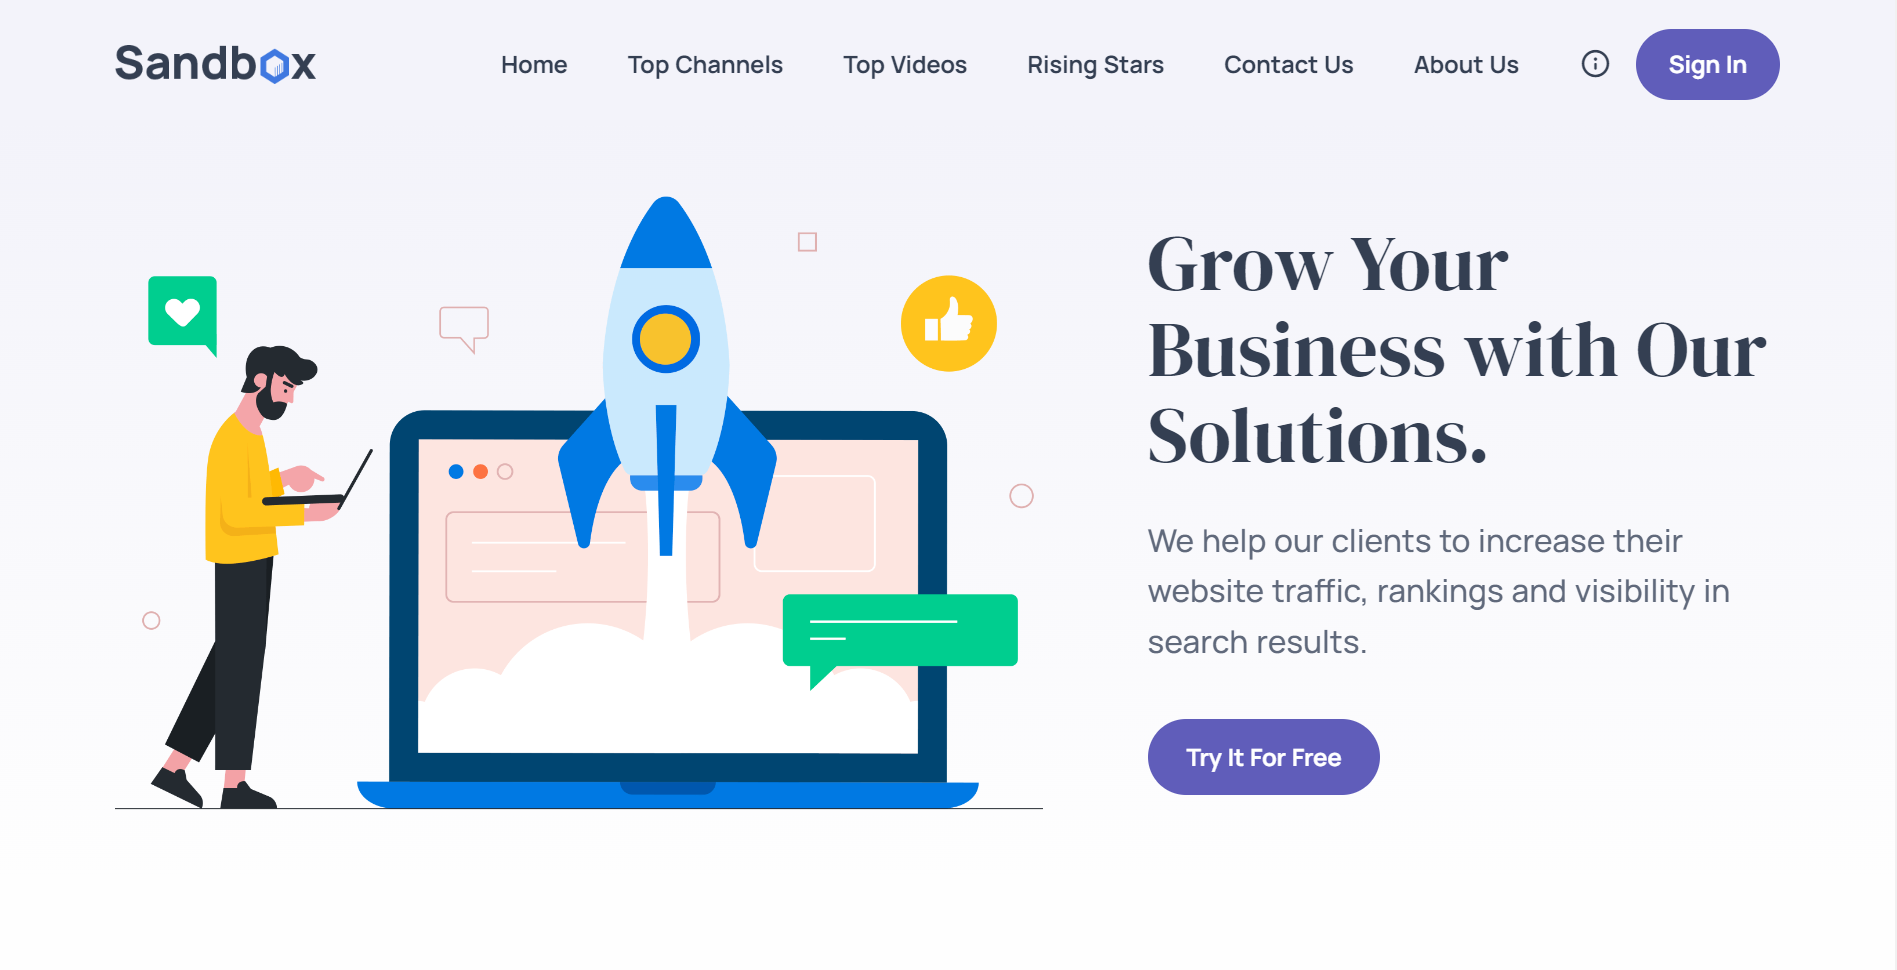 Sandbox
Home
Top Channels
Top Videos
Rising Stars
Contact Us
About Us
Sign In
Grow Your
Business with Our
Solutions.
We help our clients to increase their
website traffic, rankings and visibility in
search results.
Try It For Free